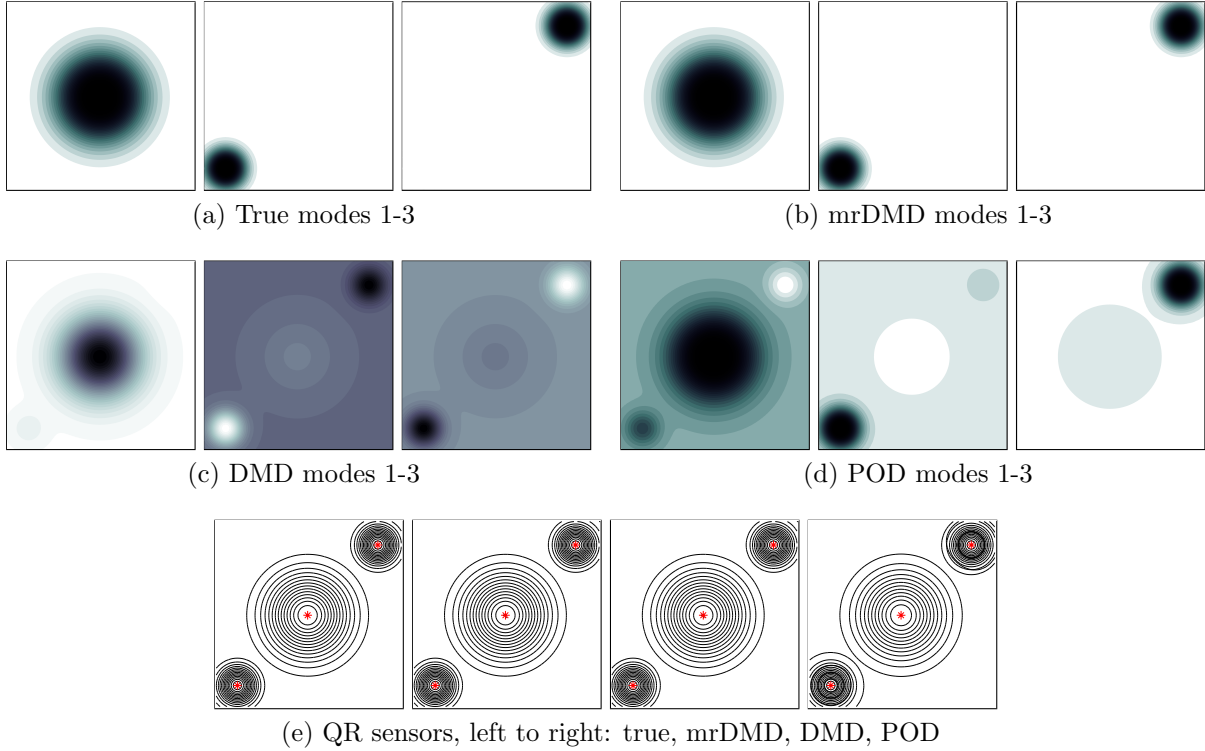 (a) True modes 1-3
(b) mrDMD modes 1-3
(c) DMD modes 1-3
(d) POD modes 1-3
(e) QR sensors, left to right: true, mrDMD, DMD, POD